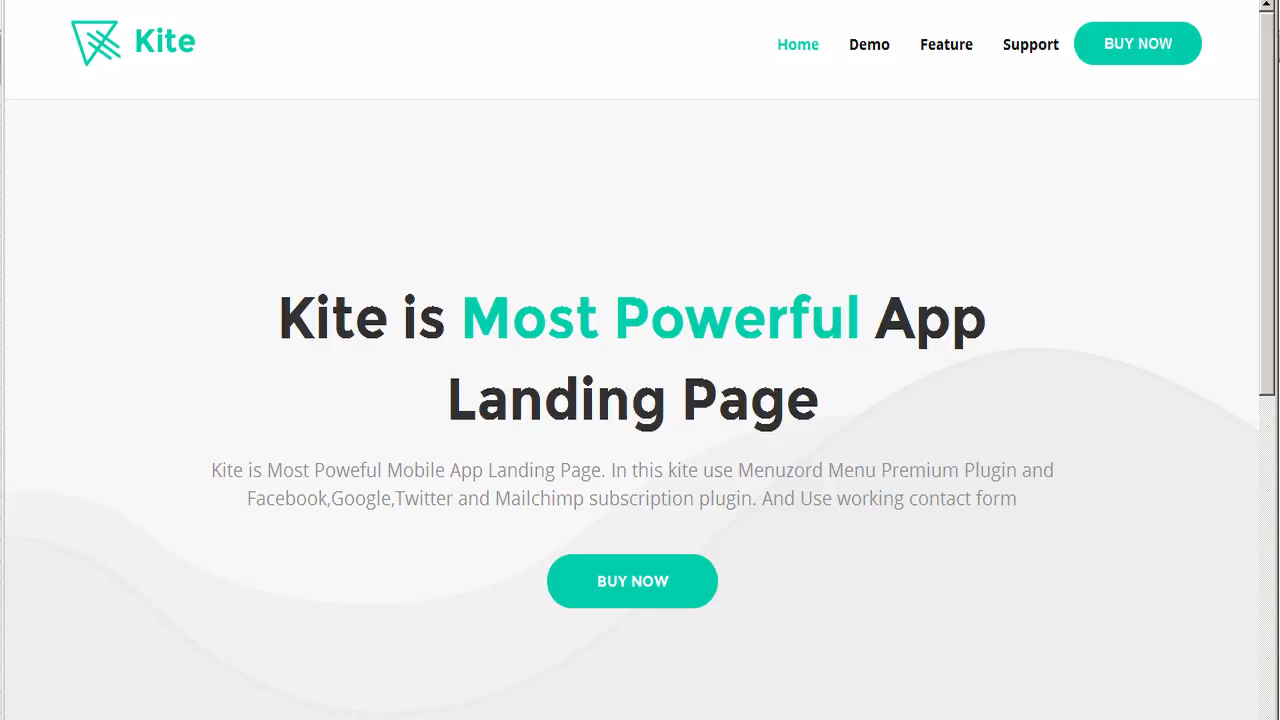 Kite
Home Demo Feature Support BUY NOW
Kite is Most Powerful App
Landing Page
Kite is Most Poweful Mobile App Landing Page. In this kite use Menuzord Menu Premium Plugin and
Facebook,Google,Twitter and Mailchimp subscription plugin. And Use working contact form
BUY NOW